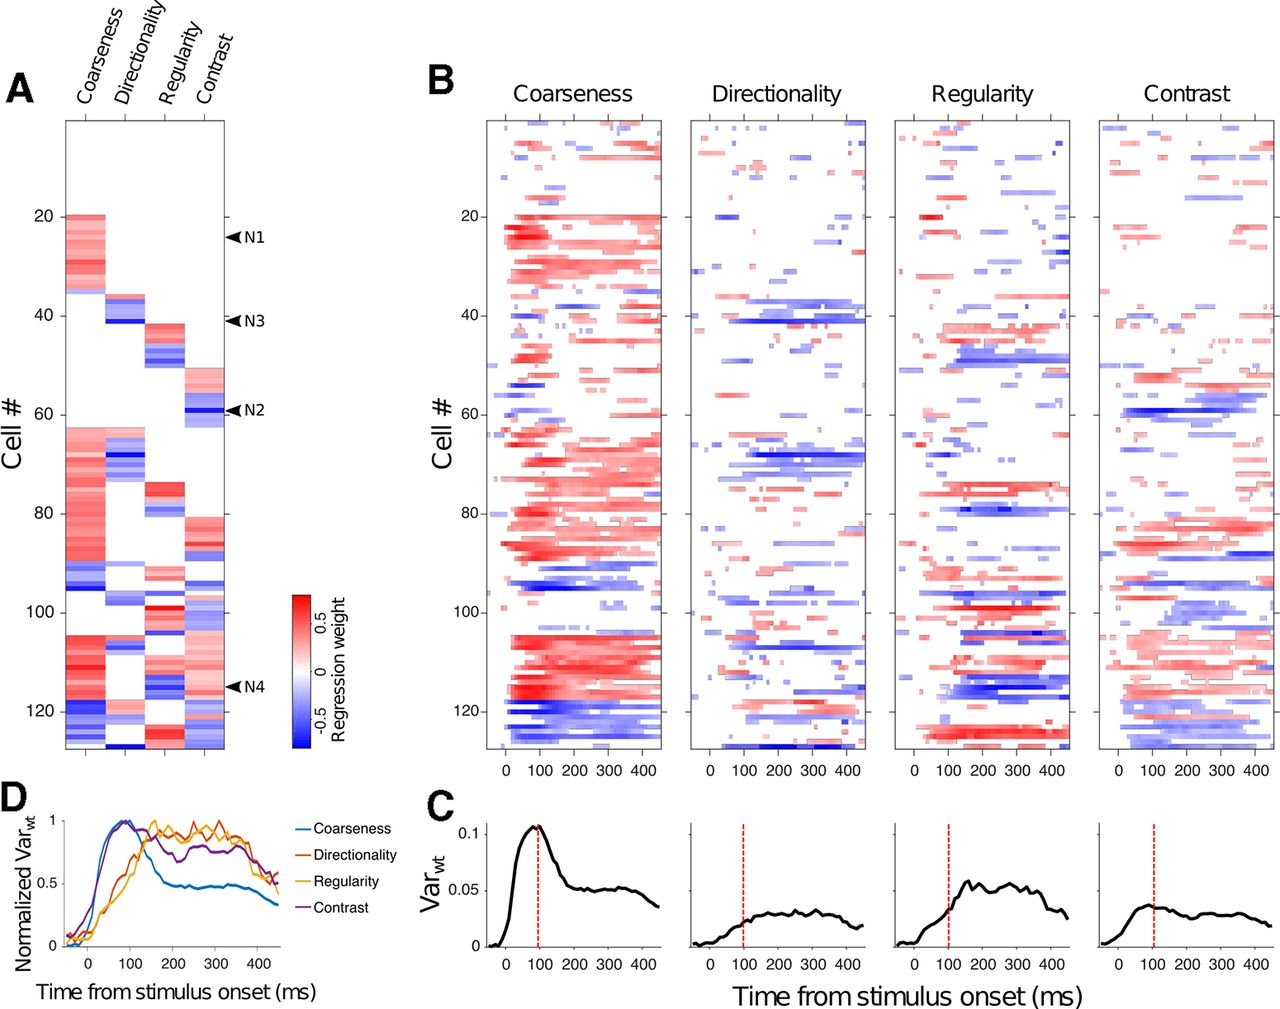 A
Coarseness
Directionality
Regularity
Contrast
20
40
60
80
100
120
Cell #
N1
N3
N2
N4
0.5
0
-0.5
Regression weight
B
Coarseness
Directionality
Regularity
Contrast
20
40
60
80
100
120
Cell #
0 100 200 300 400
0 100 200 300 400
0 100 200 300 400
0 100 200 300 400
D
Normalized Varwt
1
0.5
0
0 100 200 300 400
Time from stimulus onset (ms)
Coarseness
Directionality
Regularity
Contrast
C
Varwt
0.1
0.05
0
0 100 200 300 400
0 100 200 300 400
0 100 200 300 400
0 100 200 300 400
Time from stimulus onset (ms)